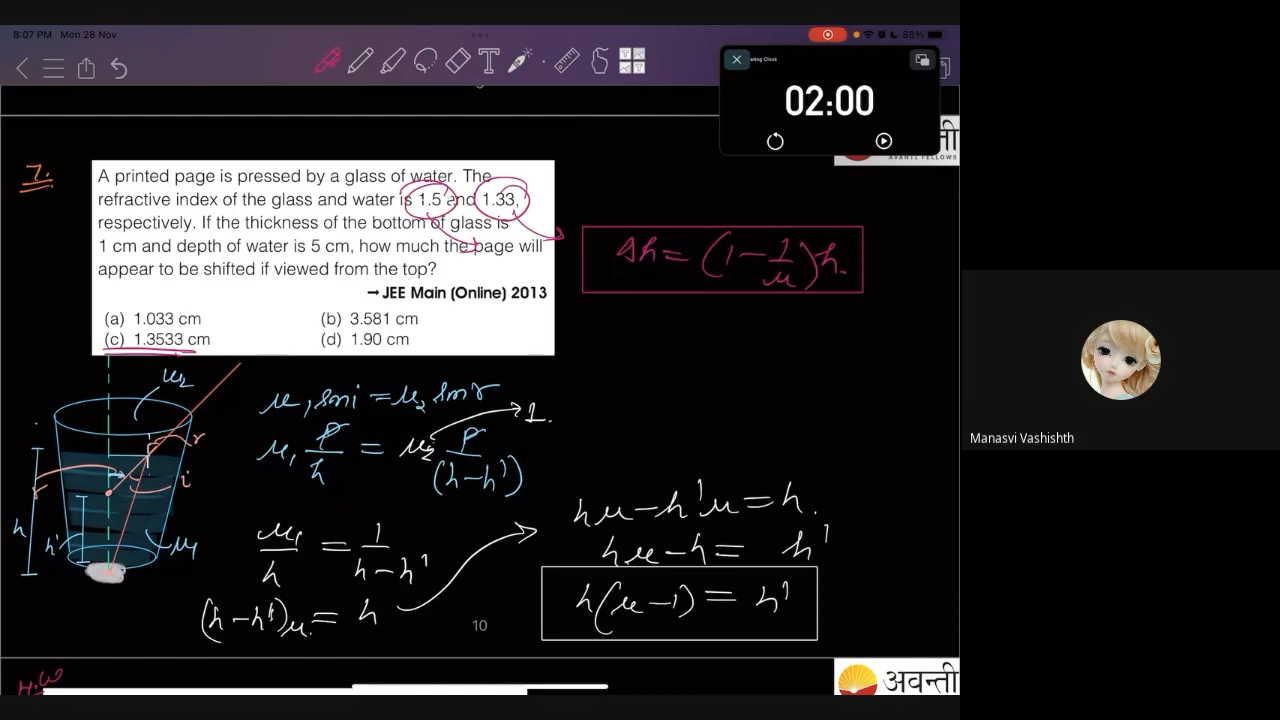 8:07 PM Mon 28 Nov
88%
ating Clock
02:00
ती
AVANTI FELLOWS
7.
A printed page is pressed by a glass of water. The
refractive index of the glass and water is 1.5 and 1.33,
respectively. If the thickness of the bottom of glass is
1 cm and depth of water is 5 cm, how much the page will
appear to be shifted if viewed from the top?
→ JEE Main (Online) 2013
(a) 1.033 cm (b) 3.581 cm
(c) 1.3533 cm (d) 1.90 cm
Δh = (1 - 1/μ) h.
μ2
r
i
h
h'
μ1
μ1 sin i = μ2 sin r
μ1 P/h = μ2 P/(h-h')
1.
μ1/h = 1/h-h'
(h-h')μ = h
hμ - h'μ = h.
hμ - h = h'
h(μ-1) = h'
10
H.W
अवन्ती
Manasvi Vashishth